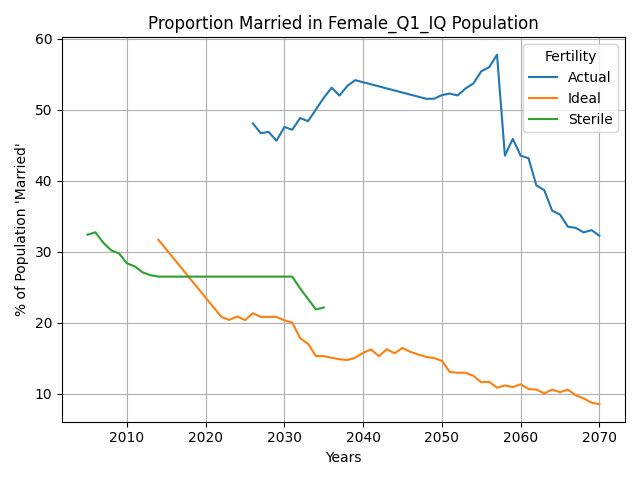 Proportion Married in Female_Q1_IQ Population
% of Population 'Married'
60
50
40
30
20
10
Fertility
Actual
Ideal
Sterile
2010
2020
2030
2040
2050
2060
2070
Years